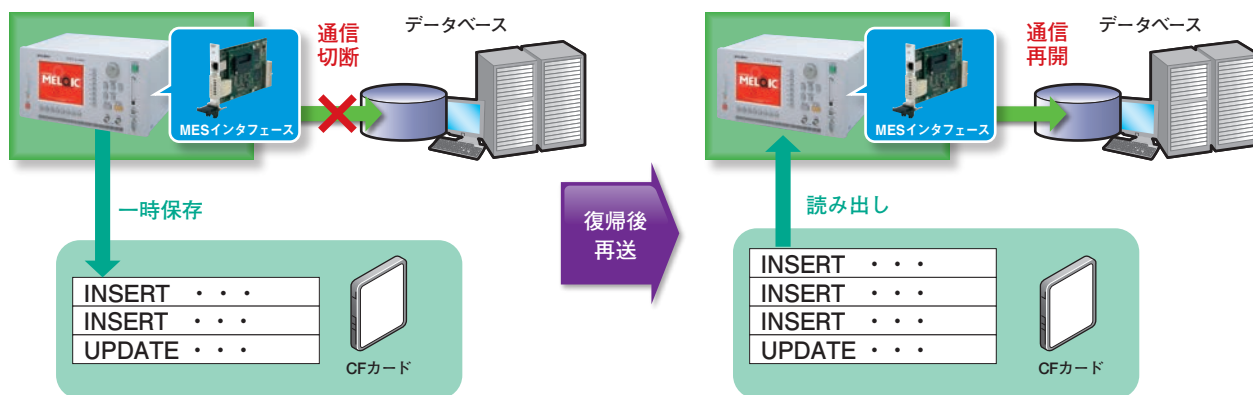 通信
切断
データベース
MELQIC
MESインタフェース
一時保存
INSERT ・・・
INSERT ・・・
UPDATE ・・・
CFカード
復帰後
再送
通信
再開
データベース
MELQIC
MESインタフェース
読み出し
INSERT ・・・
INSERT ・・・
INSERT ・・・
UPDATE ・・・
CFカード